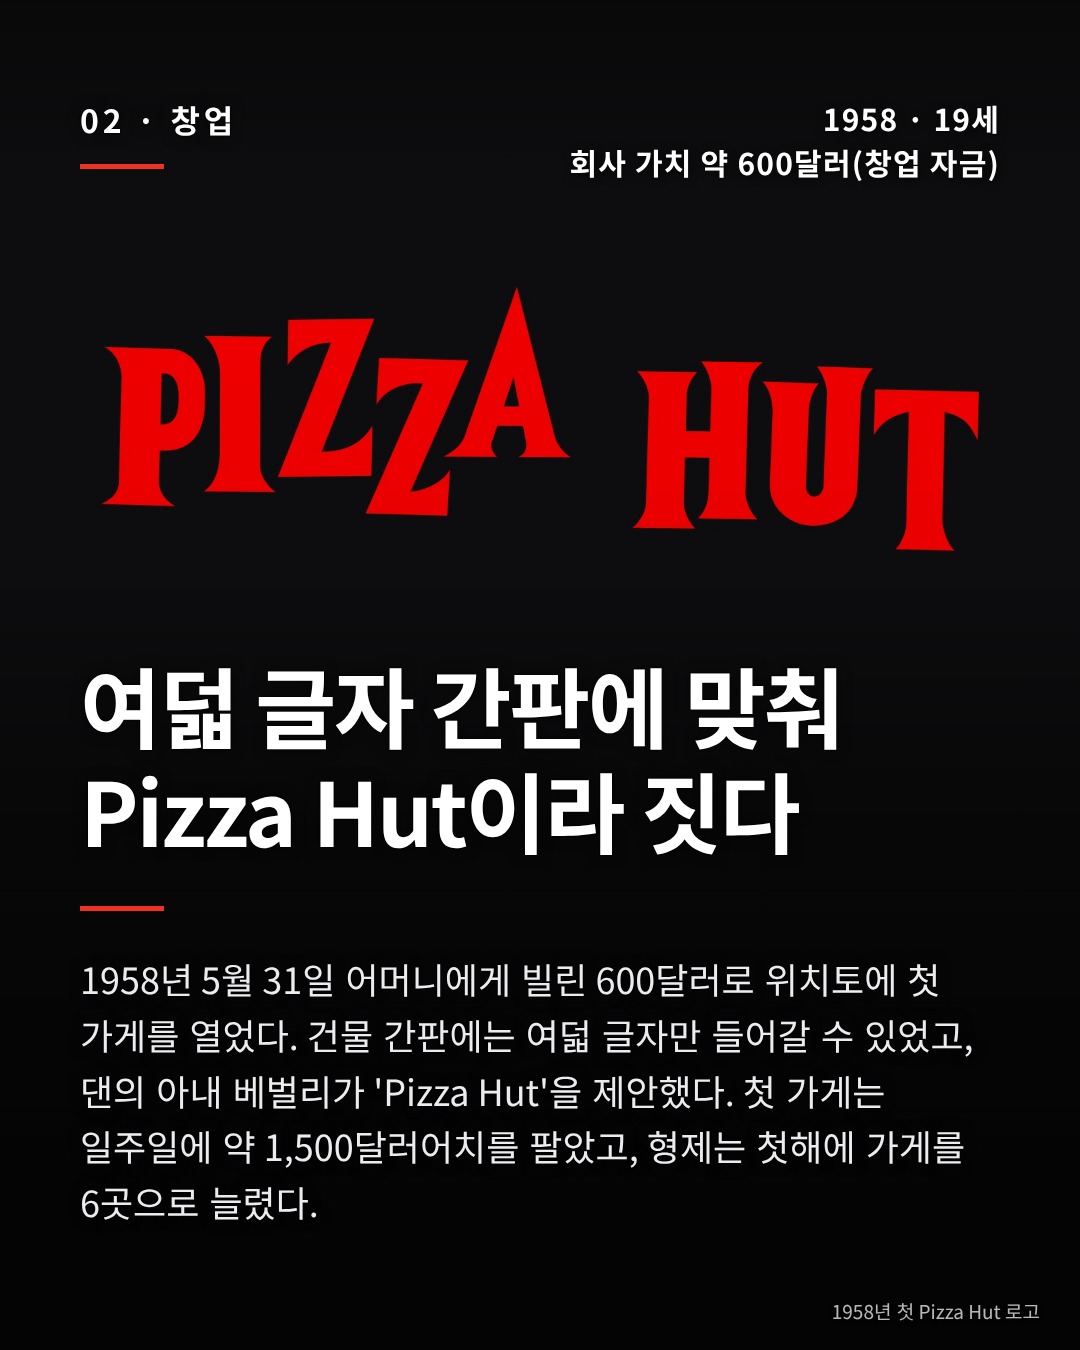 02 · 창업
1958 · 19세
회사 가치 약 600달러(창업 자금)
PIZZA HUT
여덟 글자 간판에 맞춰
Pizza Hut이라 짓다
1958년 5월 31일 어머니에게 빌린 600달러로 위치토에 첫
가게를 열었다. 건물 간판에는 여덟 글자만 들어갈 수 있었고,
댄의 아내 베벌리가 'Pizza Hut'을 제안했다. 첫 가게는
일주일에 약 1,500달러어치를 팔았고, 형제는 첫해에 가게를
6곳으로 늘렸다.
1958년 첫 Pizza Hut 로고